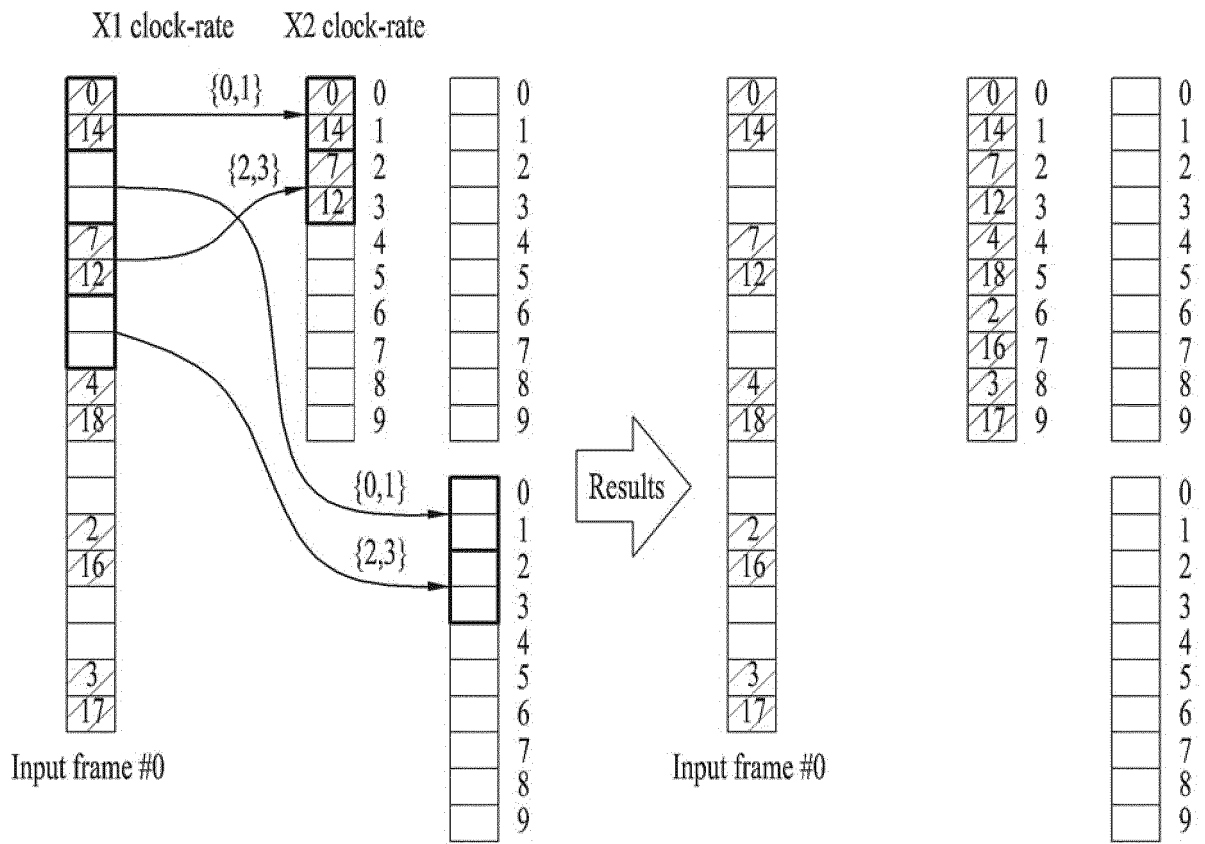 X1 clock-rate X2 clock-rate
0 {0,1} 0 0 0 0 0 0 0
14 14 1 1 14 14 1 1
{2,3} 7 2 2 7 2 2
12 3 3 12 3 3
7 4 4 7 4 4 4
12 5 5 12 18 5 5
6 6 2 6 6
7 7 16 7 7
4 8 8 4 3 8 8
18 9 9 18 17 9 9
{0,1} 0 Results 0
1 1
2 {2,3} 2 2 2
16 16
3 3
4 4
3 5 3 5
17 6 17 6
Input frame #0 7 Input frame #0 7
8 8
9 9